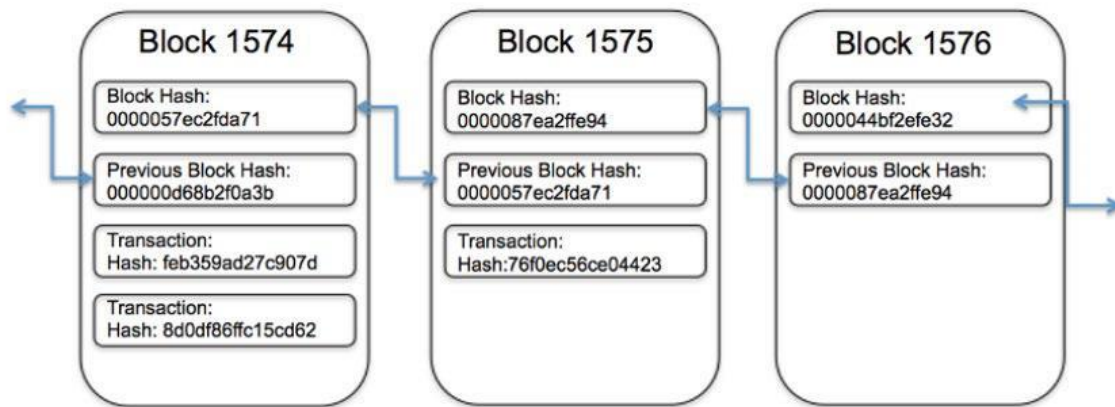 Block 1574
Block Hash:
0000057ec2fda71
Previous Block Hash:
000000d68b2f0a3b
Transaction:
Hash: feb359ad27c907d
Transaction:
Hash: 8d0df86ffc15cd62
Block 1575
Block Hash:
0000087ea2ffe94
Previous Block Hash:
0000057ec2fda71
Transaction:
Hash:76f0ec56ce04423
Block 1576
Block Hash:
0000044bf2efe32
Previous Block Hash:
0000087ea2ffe94